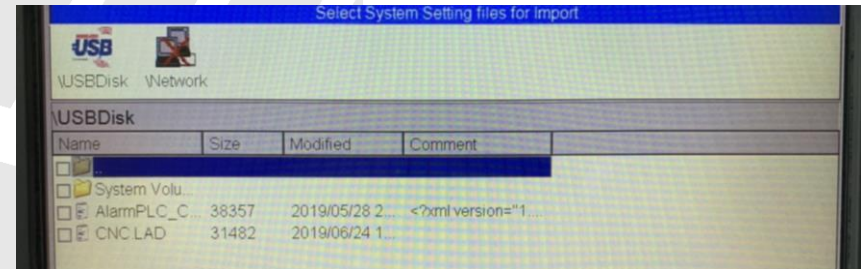 Select System Setting files for Import
USB
\USBDisk \Network
\USBDisk
Name Size Modified Comment
..
System Volu...
AlarmPLC_C... 38357 2019/05/28 2... <?xml version="1...
CNC LAD 31482 2019/06/24 1...